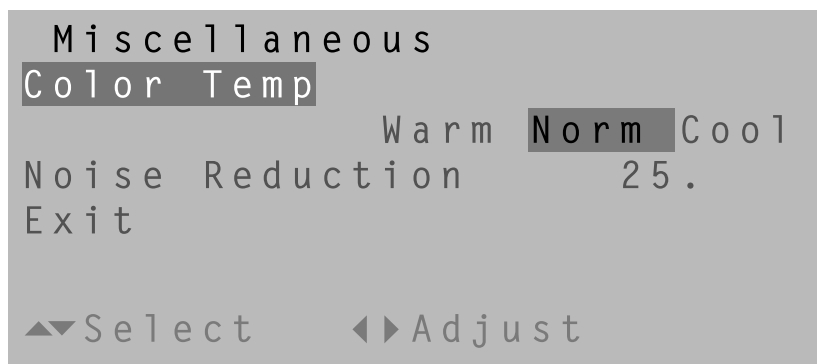 Miscellaneous
Color Temp
Warm Norm Cool
Noise Reduction 25.
Exit
Select Adjust